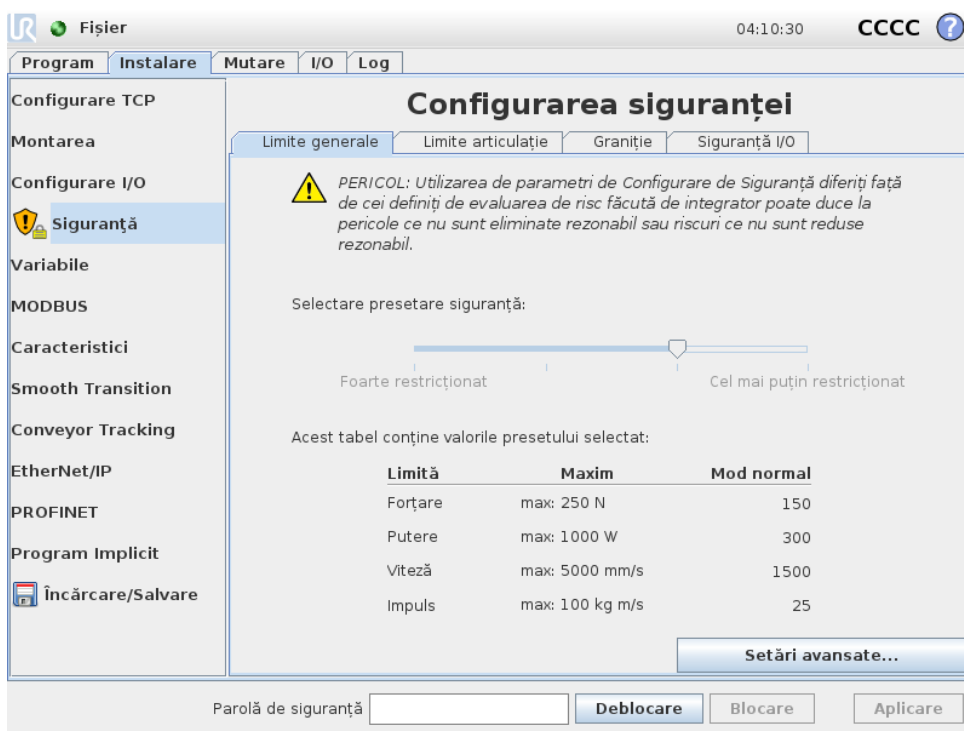 UR Fișier 04:10:30 CCCC ?
Program Instalare Mutare I/O Log
Configurare TCP
Montarea
Configurare I/O
Siguranță
Variabile
MODBUS
Caracteristici
Smooth Transition
Conveyor Tracking
EtherNet/IP
PROFINET
Program Implicit
Încărcare/Salvare
Configurarea siguranței
Limite generale Limite articulație Graniție Siguranță I/O
PERICOL: Utilizarea de parametri de Configurare de Siguranță diferiți față
de cei definiți de evaluarea de risc făcută de integrator poate duce la
pericole ce nu sunt eliminate rezonabil sau riscuri ce nu sunt reduse
rezonabil.
Selectare presetare siguranță:
Foarte restricționat Cel mai puțin restricționat
Acest tabel conține valorile presetului selectat:
Limită Maxim Mod normal
Forțare max: 250 N 150
Putere max: 1000 W 300
Viteză max: 5000 mm/s 1500
Impuls max: 100 kg m/s 25
Setări avansate...
Parolă de siguranță Deblocare Blocare Aplicare